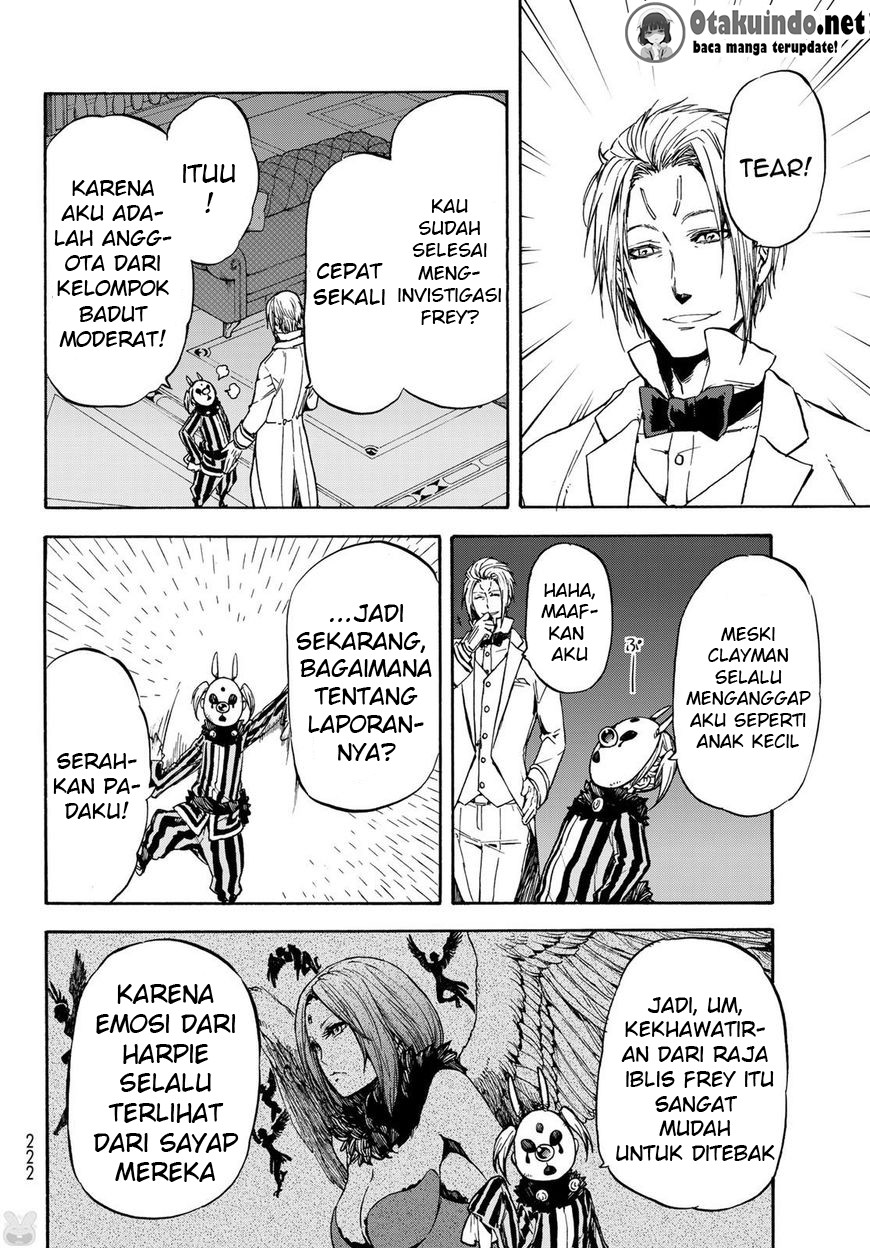 Otakuindo.net
baca manga terupdate!
TEAR!
KAU
SUDAH
SELESAI
MENG-
INVISTIGASI
FREY?
CEPAT
SEKALI
ITUU
!
KARENA
AKU ADA-
LAH ANGG-
OTA DARI
KELOMPOK
BADUT
MODERAT!
MESKI
CLAYMAN
SELALU
MENGANGGAP
AKU SEPERTI
ANAK KECIL
ぷー
HAHA,
MAAF-
KAN
AKU
...JADI
SEKARANG,
BAGAIMANA
TENTANG
LAPORAN-
NYA?
SERAH-
KAN PA-
DAKU!
JADI, UM,
KEKHAWATIR-
AN DARI RAJA
IBLIS FREY ITU
SANGAT
MUDAH
UNTUK DITEBAK
KARENA
EMOSI DARI
HARPIE
SELALU
TERLIHAT
DARI SAYAP
MEREKA
222